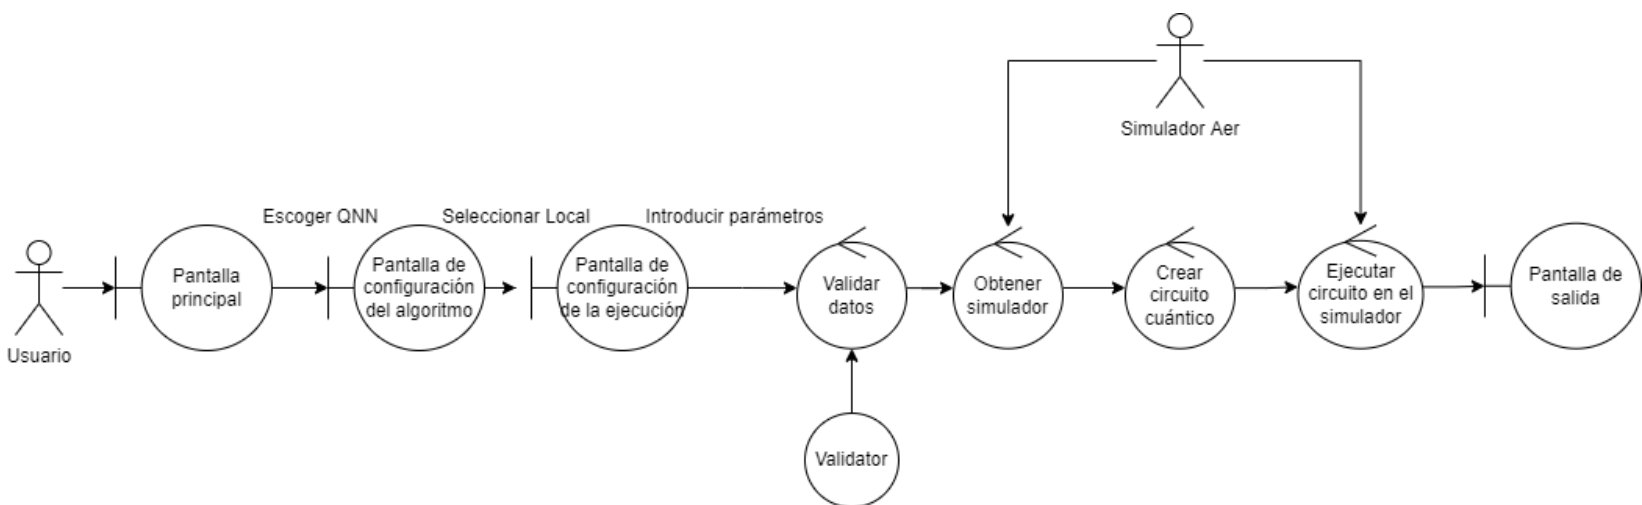 Simulador Aer
Escoger QNN
Seleccionar Local
Introducir parámetros
Usuario
Pantalla
principal
Pantalla de
configuración
del algoritmo
Pantalla de
configuración
de la ejecución
Validar
datos
Obtener
simulador
Crear
circuito
cuántico
Ejecutar
circuito en el
simulador
Pantalla de
salida
Validator